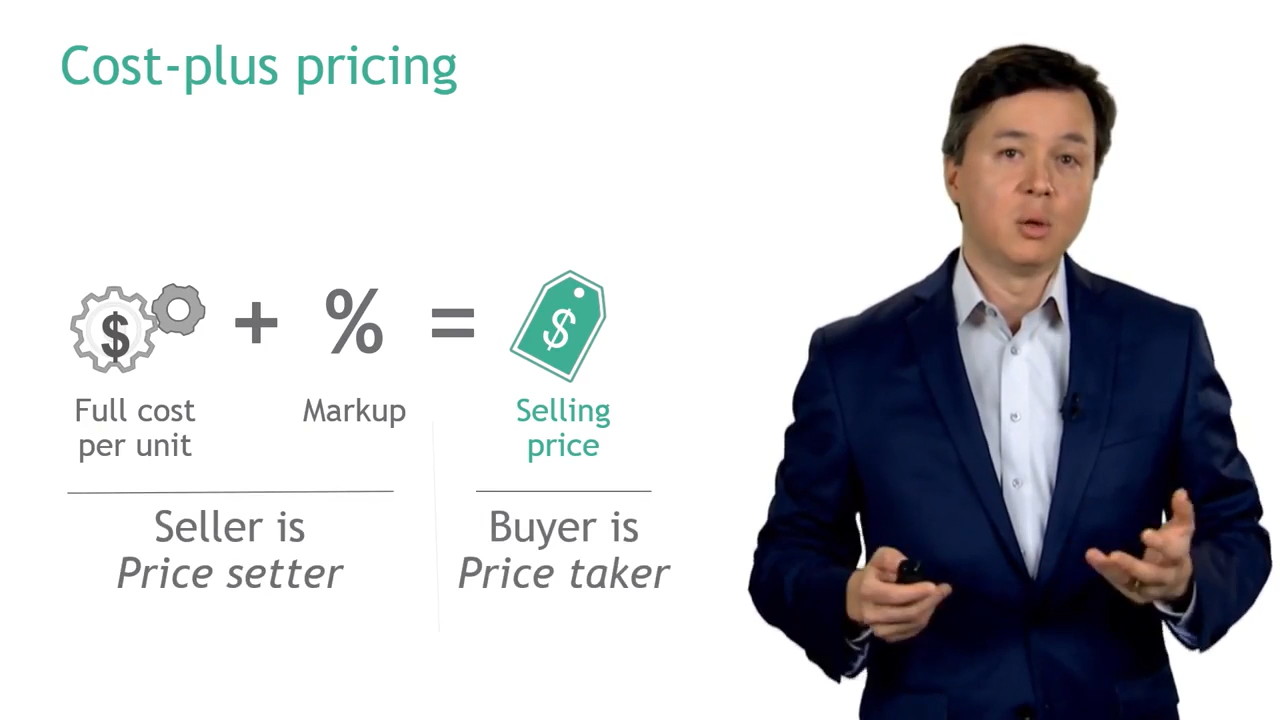 Cost-plus pricing
$ + % = $
Full cost
per unit
Markup
Selling
price
Seller is
Price setter
Buyer is
Price taker